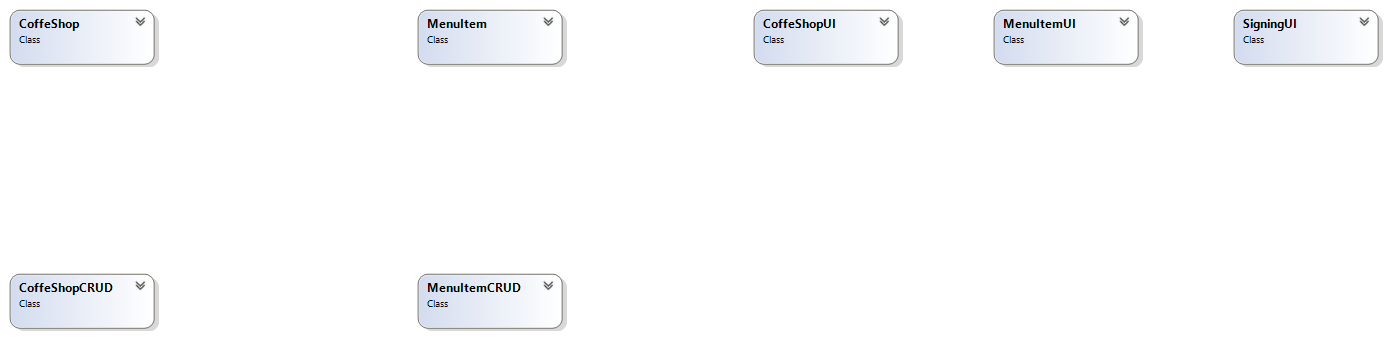 CoffeShop
Class
MenuItem
Class
CoffeShopUI
Class
MenuItemUI
Class
SigningUI
Class
CoffeShopCRUD
Class
MenuItemCRUD
Class